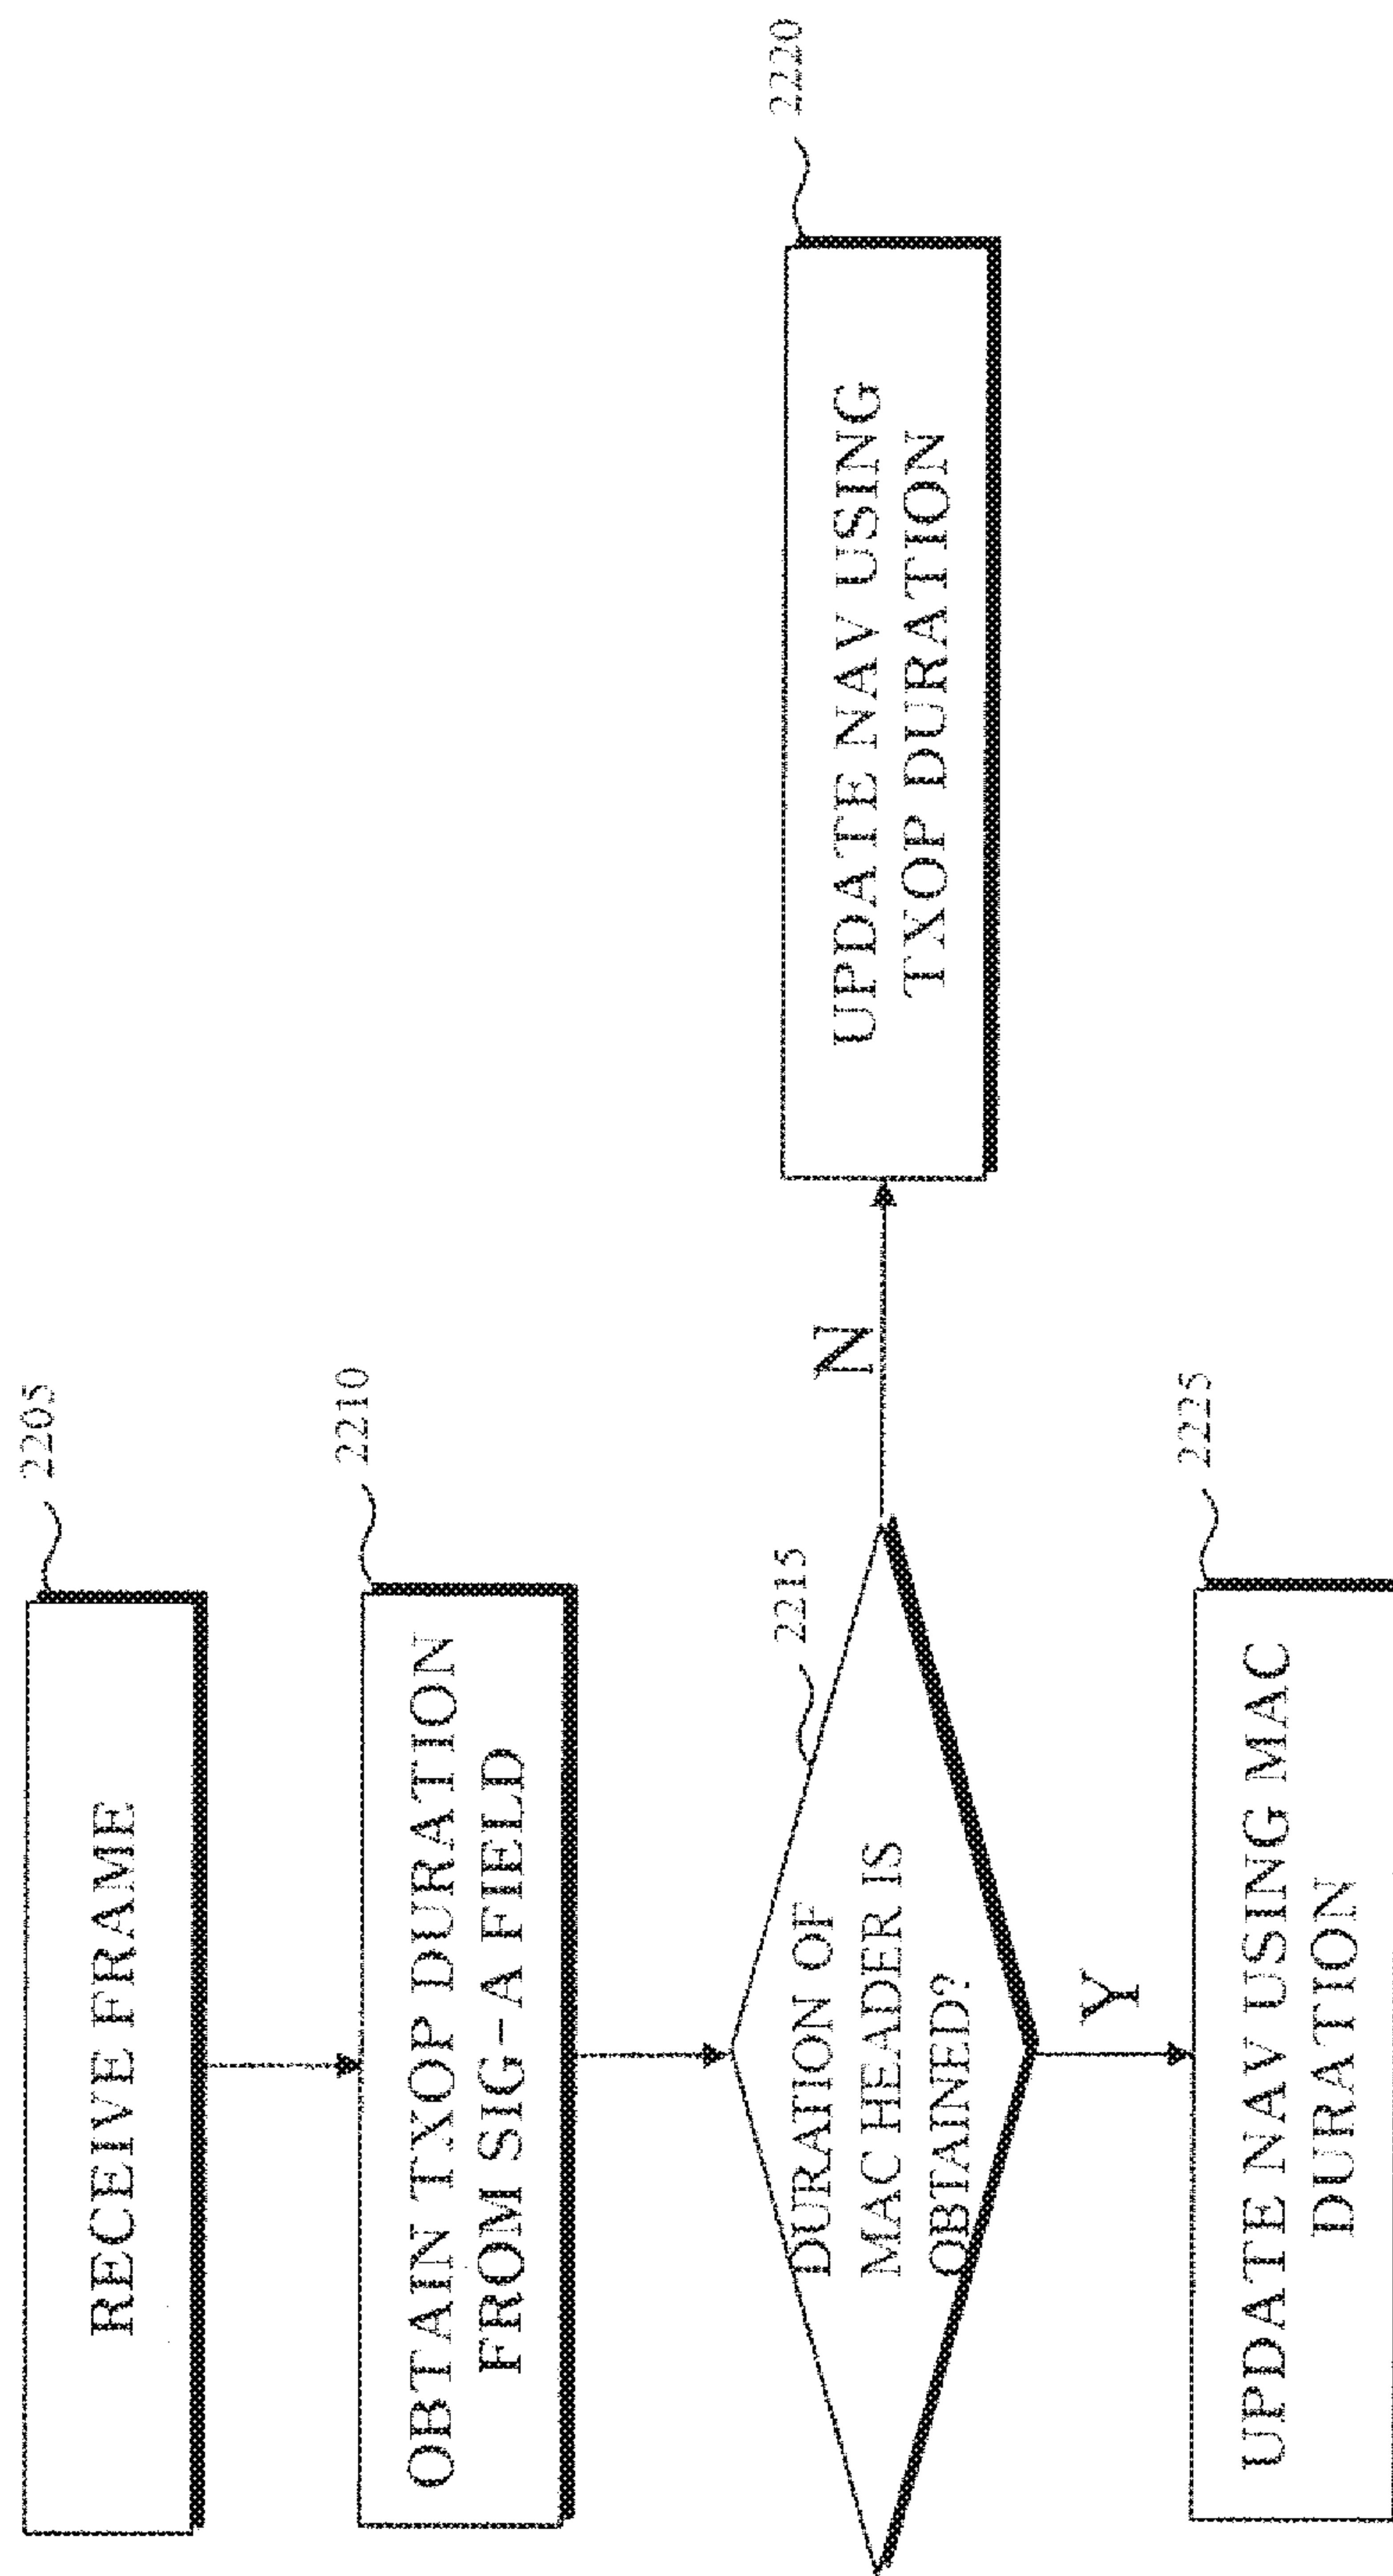 RECEIVE FRAME
2205
OBTAIN TXOP DURATION
FROM SIG-A FIELD
2210
DURATION OF
MAC HEADER IS
OBTAINED?
2215
N
UPDATE NAV USING
TXOP DURATION
2220
Y
UPDATE NAV USING MAC
DURATION
2225